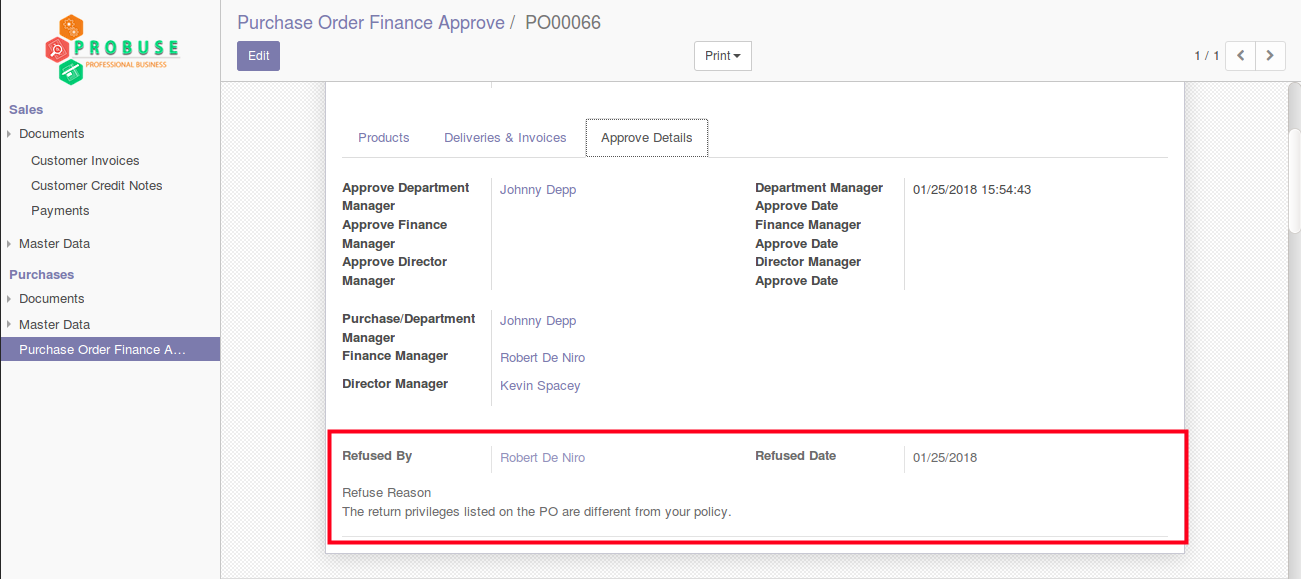 PROBUSE
PROFESSIONAL BUSINESS
Sales
Documents
Customer Invoices
Customer Credit Notes
Payments
Master Data
Purchases
Documents
Master Data
Purchase Order Finance A...
Purchase Order Finance Approve / PO00066
Edit
Print
1 / 1
Products
Deliveries & Invoices
Approve Details
Approve Department Manager
Johnny Depp
Approve Finance Manager
Approve Director Manager
Department Manager Approve Date
01/25/2018 15:54:43
Finance Manager Approve Date
Director Manager Approve Date
Purchase/Department Manager
Johnny Depp
Finance Manager
Robert De Niro
Director Manager
Kevin Spacey
Refused By
Robert De Niro
Refused Date
01/25/2018
Refuse Reason
The return privileges listed on the PO are different from your policy.